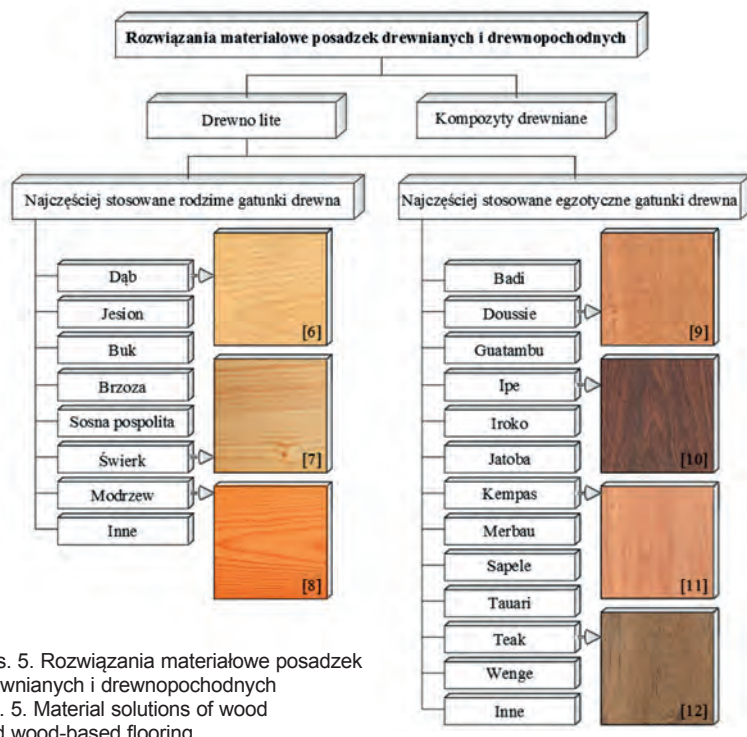 Rozwiązania materiałowe posadzek drewnianych i drewnopochodnych
Drewno lite
Kompozyty drewniane
Najczęściej stosowane rodzime gatunki drewna
Dąb
[6]
Jesion
Buk
Brzoza
Sosna pospolita
Świerk
[7]
Modrzew
[8]
Inne
Najczęściej stosowane egzotyczne gatunki drewna
Badi
Doussie
[9]
Guatambu
Ipe
[10]
Iroko
Jatoba
Kempas
[11]
Merbau
Sapele
Tauari
Teak
[12]
Wenge
Inne
s. 5. Rozwiązania materiałowe posadzek
wnianych i drewnopochodnych
. 5. Material solutions of wood
d wood-based flooring